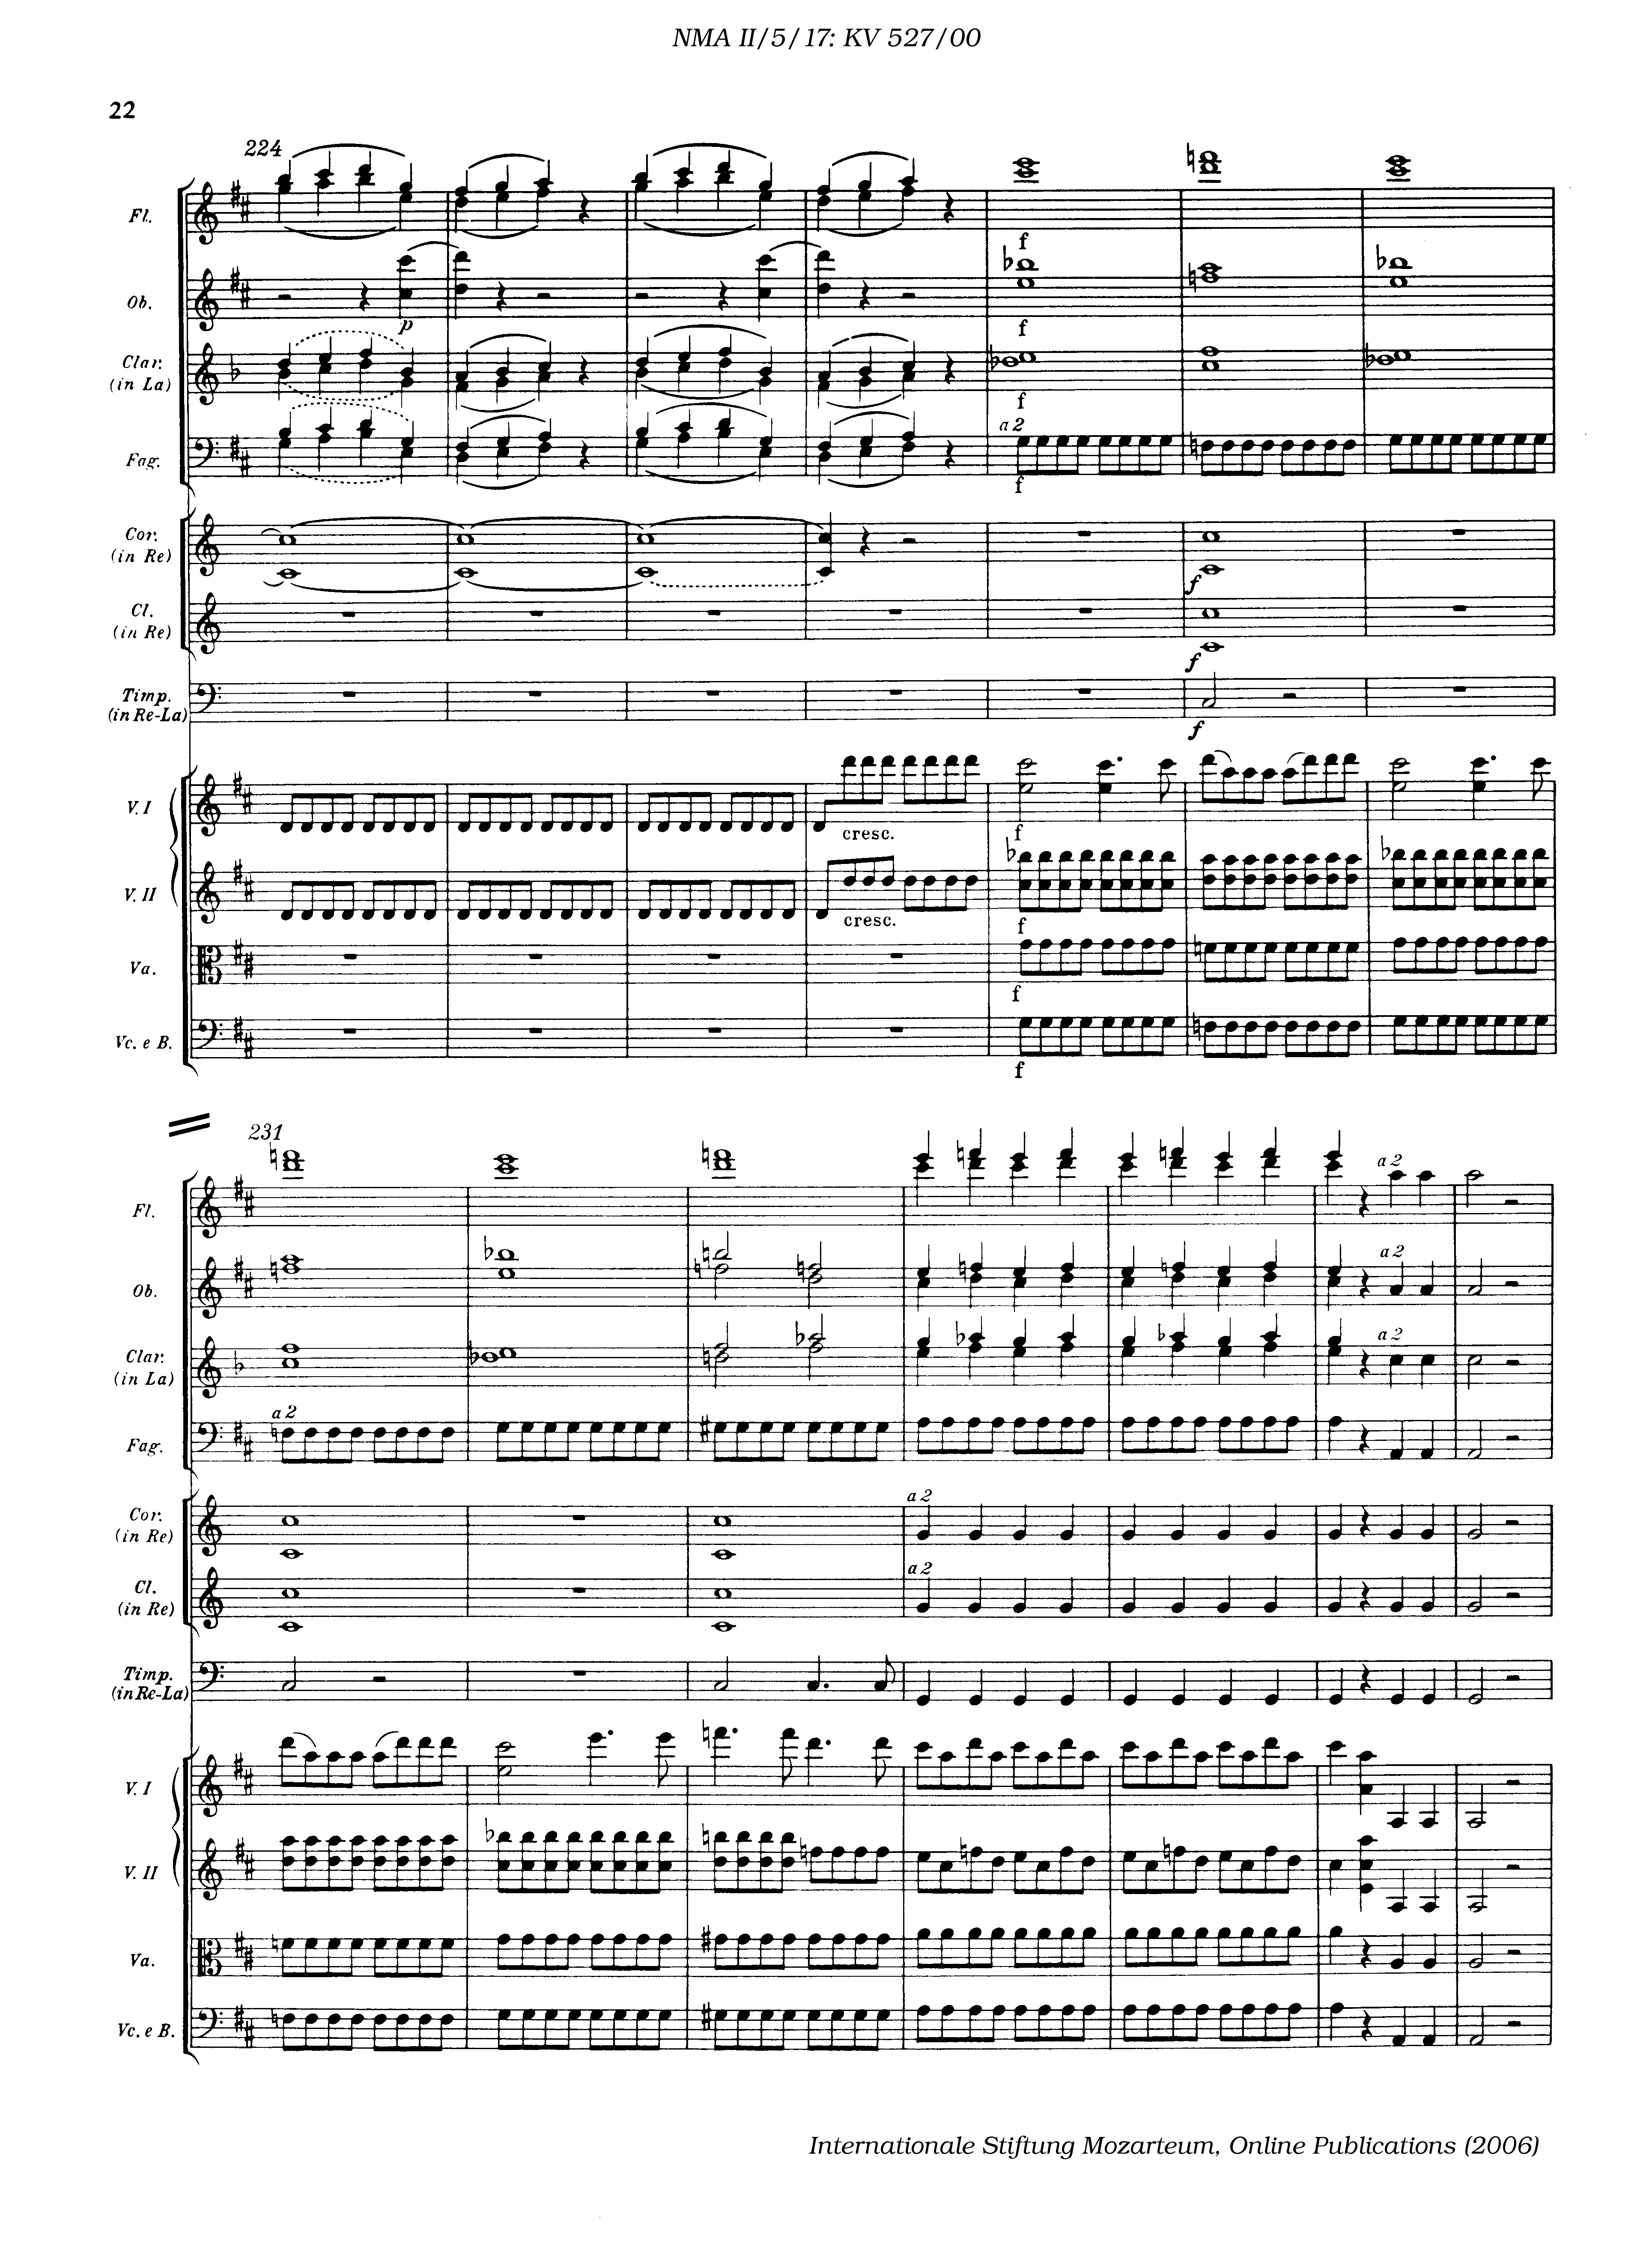 NMA II/5/17: KV 527/00
22
224
Fl.
f
Ob.
p
f
Clar.
(in La)
f
a 2
Fag.
f
Cor.
(in Re)
f
Cl.
(in Re)
f
Timp.
(in Re-La)
f
V. I
cresc.
f
V. II
cresc.
f
Va.
f
Vc. e B.
f
231
Fl.
a 2
Ob.
a 2
Clar.
(in La)
a 2
a 2
Fag.
Cor.
(in Re)
a 2
Cl.
(in Re)
a 2
Timp.
(in Re-La)
V. I
V. II
Va.
Vc. e B.
Internationale Stiftung Mozarteum, Online Publications (2006)